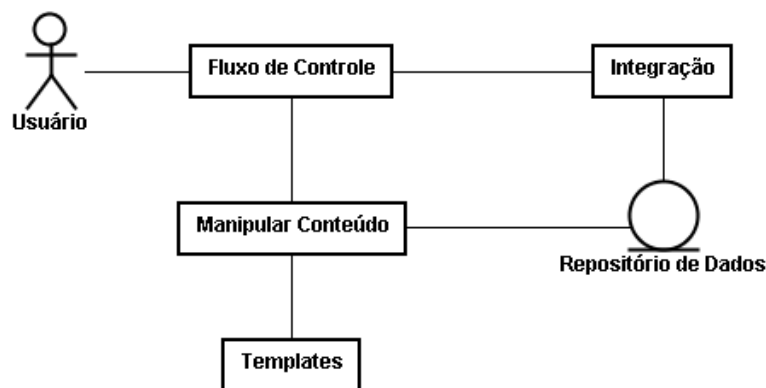 Fluxo de Controle
Integração
Usuário
Manipular Conteúdo
Repositório de Dados
Templates